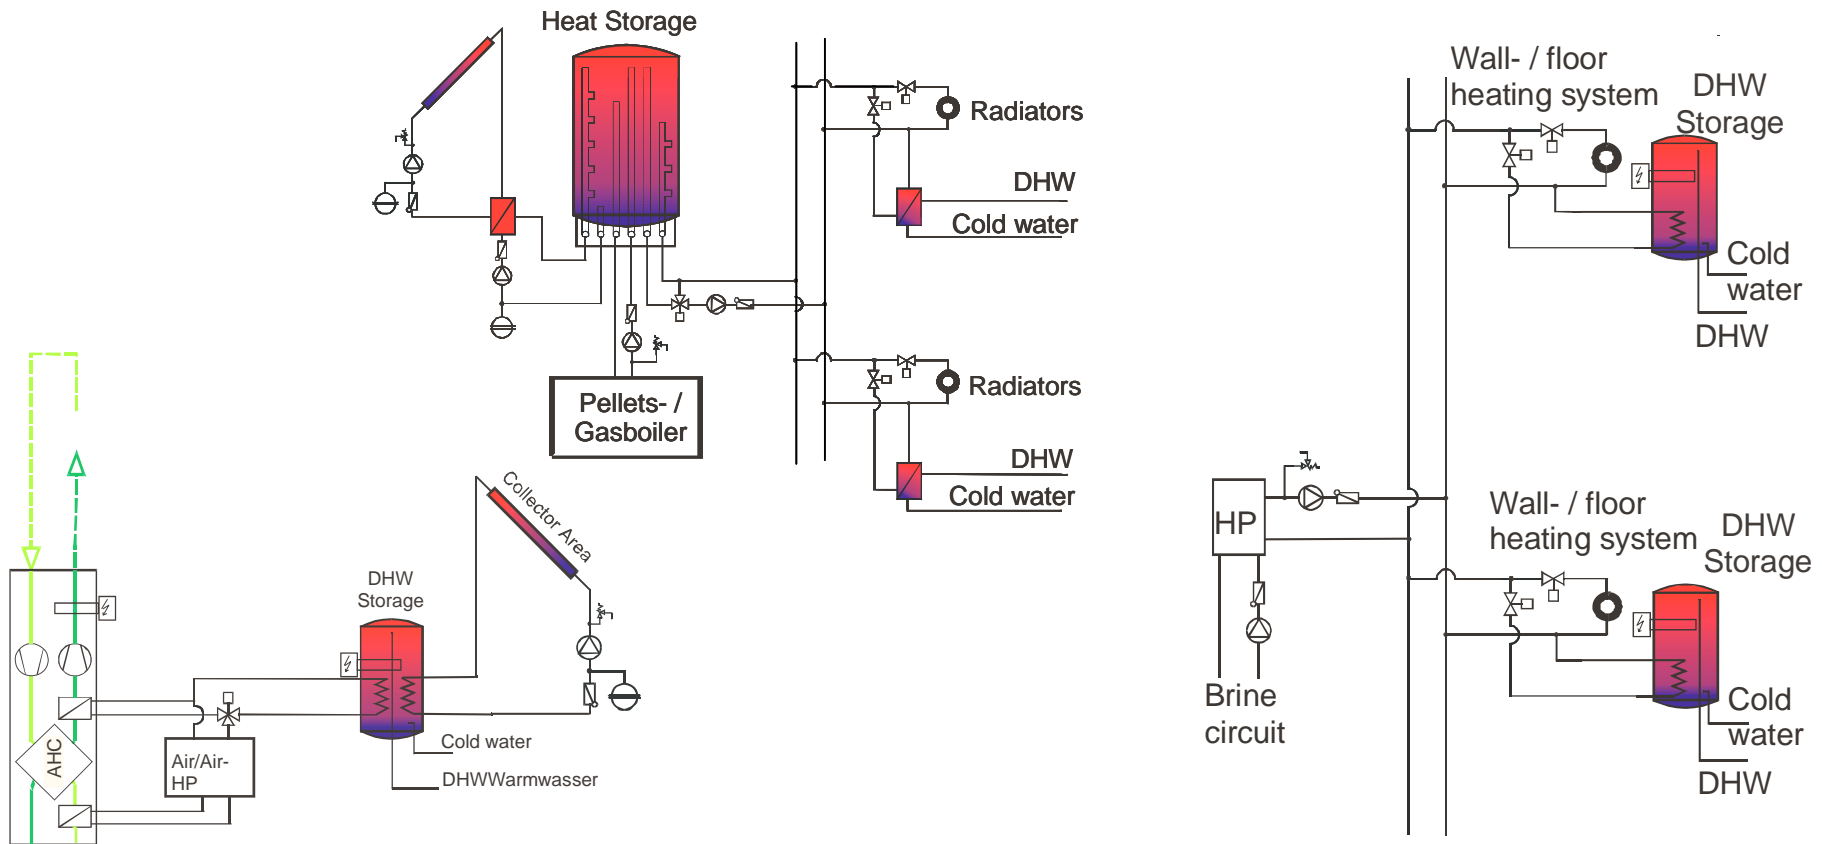 Heat Storage
Radiators
DHW
Cold water
Pellets- /
Gasboiler
Radiators
DHW
Cold water
Collector Area
DHW
Storage
Cold water
DHWWarmwasser
Air/Air-
HP
AHC
Wall- / floor
heating system
DHW
Storage
Cold
water
DHW
HP
Brine
circuit
Wall- / floor
heating system
DHW
Storage
Cold
water
DHW